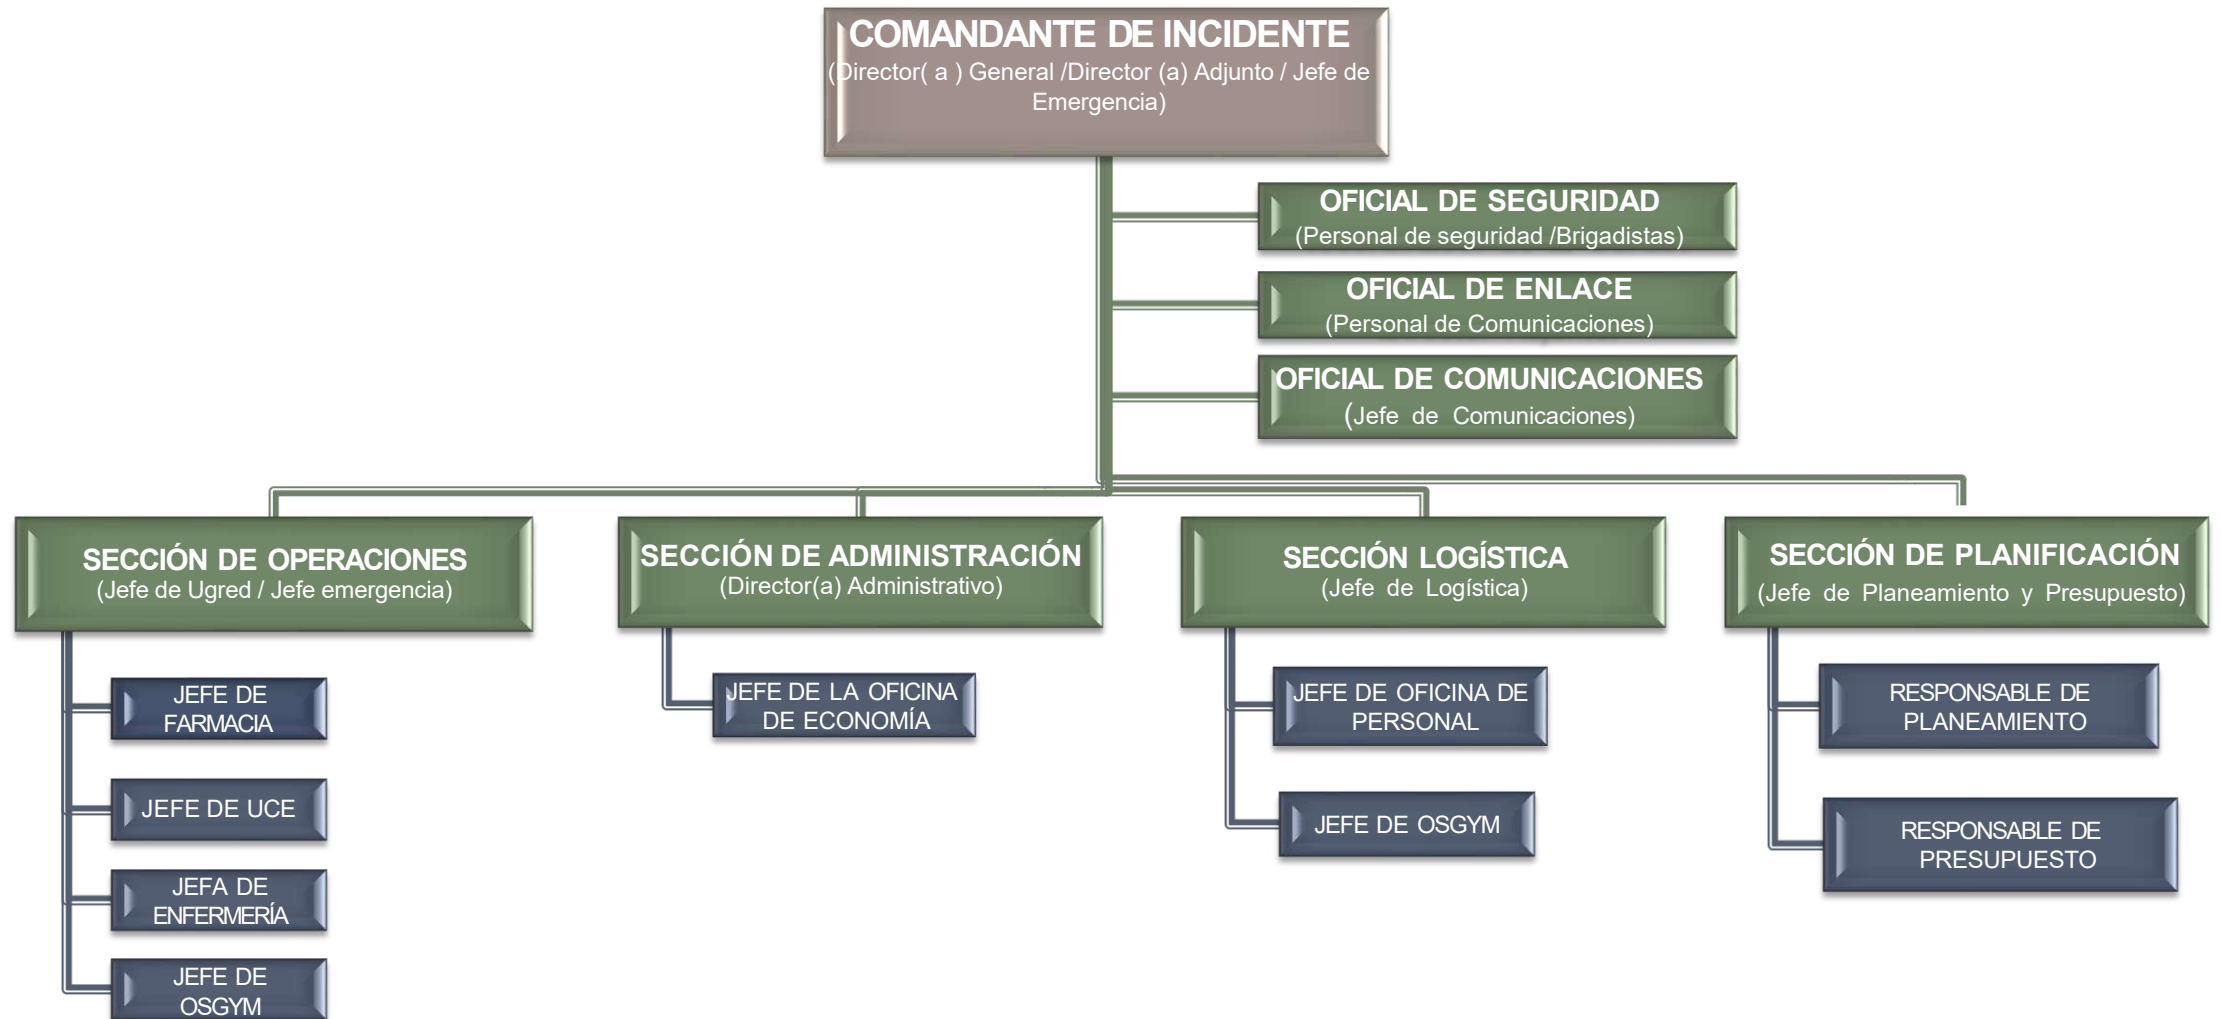 COMANDANTE DE INCIDENTE
(Director( a ) General /Director (a) Adjunto / Jefe de
Emergencia)
OFICIAL DE SEGURIDAD
(Personal de seguridad /Brigadistas)
OFICIAL DE ENLACE
(Personal de Comunicaciones)
OFICIAL DE COMUNICACIONES
(Jefe de Comunicaciones)
SECCIÓN DE OPERACIONES
(Jefe de Ugred / Jefe emergencia)
JEFE DE
FARMACIA
JEFE DE UCE
JEFA DE
ENFERMERÍA
JEFE DE
OSGYM
SECCIÓN DE ADMINISTRACIÓN
(Director(a) Administrativo)
JEFE DE LA OFICINA
DE ECONOMÍA
SECCIÓN LOGÍSTICA
(Jefe de Logística)
JEFE DE OFICINA DE
PERSONAL
JEFE DE OSGYM
SECCIÓN DE PLANIFICACIÓN
(Jefe de Planeamiento y Presupuesto)
RESPONSABLE DE
PLANEAMIENTO
RESPONSABLE DE
PRESUPUESTO